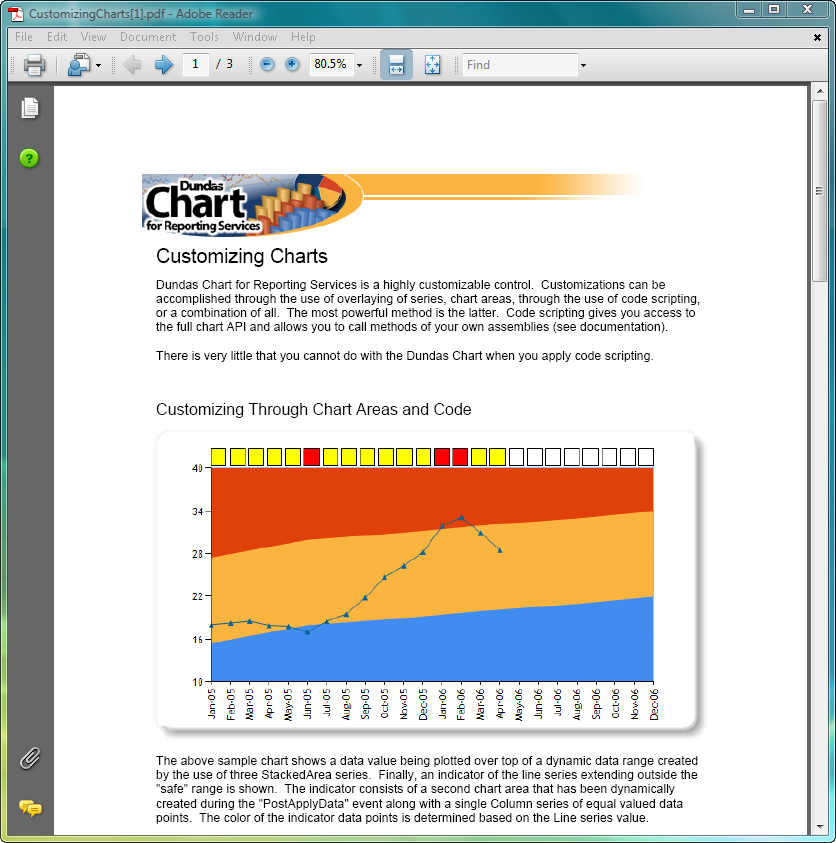 CustomizingCharts[1].pdf - Adobe Reader
File Edit View Document Tools Window Help
1 / 3 80.5% Find
Dundas
Chart
for Reporting Services
Customizing Charts
Dundas Chart for Reporting Services is a highly customizable control. Customizations can be
accomplished through the use of overlaying of series, chart areas, through the use of code scripting,
or a combination of all. The most powerful method is the latter. Code scripting gives you access to
the full chart API and allows you to call methods of your own assemblies (see documentation).
There is very little that you cannot do with the Dundas Chart when you apply code scripting.
Customizing Through Chart Areas and Code
40
34
28
22
16
10
Jan-05 Feb-05 Mar-05 Apr-05 May-05 Jun-05 Jul-05 Aug-05 Sep-05 Oct-05 Nov-05 Dec-05 Jan-06 Feb-06 Mar-06 Apr-06 May-06 Jun-06 Jul-06 Aug-06 Sep-06 Oct-06 Nov-06 Dec-06
The above sample chart shows a data value being plotted over top of a dynamic data range created
by the use of three StackedArea series. Finally, an indicator of the line series extending outside the
"safe" range is shown. The indicator consists of a second chart area that has been dynamically
created during the "PostApplyData" event along with a single Column series of equal valued data
points. The color of the indicator data points is determined based on the Line series value.